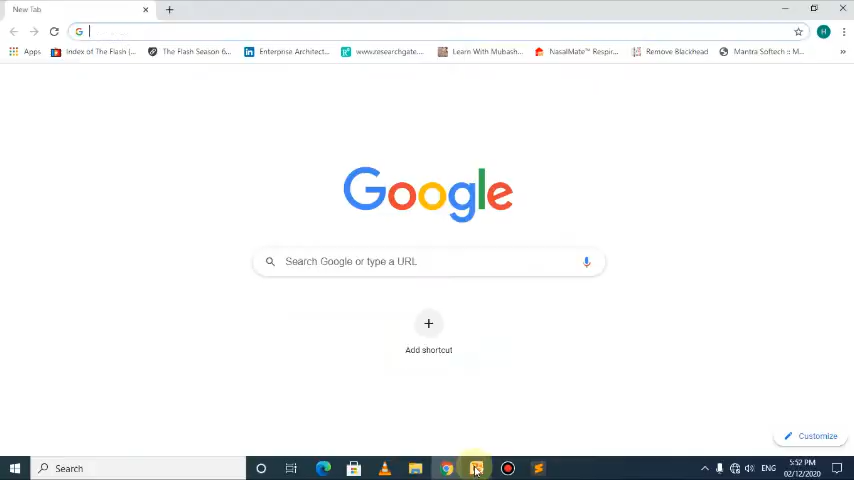 New Tab
Apps
Index of The Flash (...
The Flash Season 6...
Enterprise Architect...
www.researchgate....
Learn With Mubash...
NasalMate™ Respir...
Remove Blackhead
Mantra Softech :: M...
»
H
Google
Search Google or type a URL
Add shortcut
Customize
Search
ENG
5:52 PM
02/12/2020